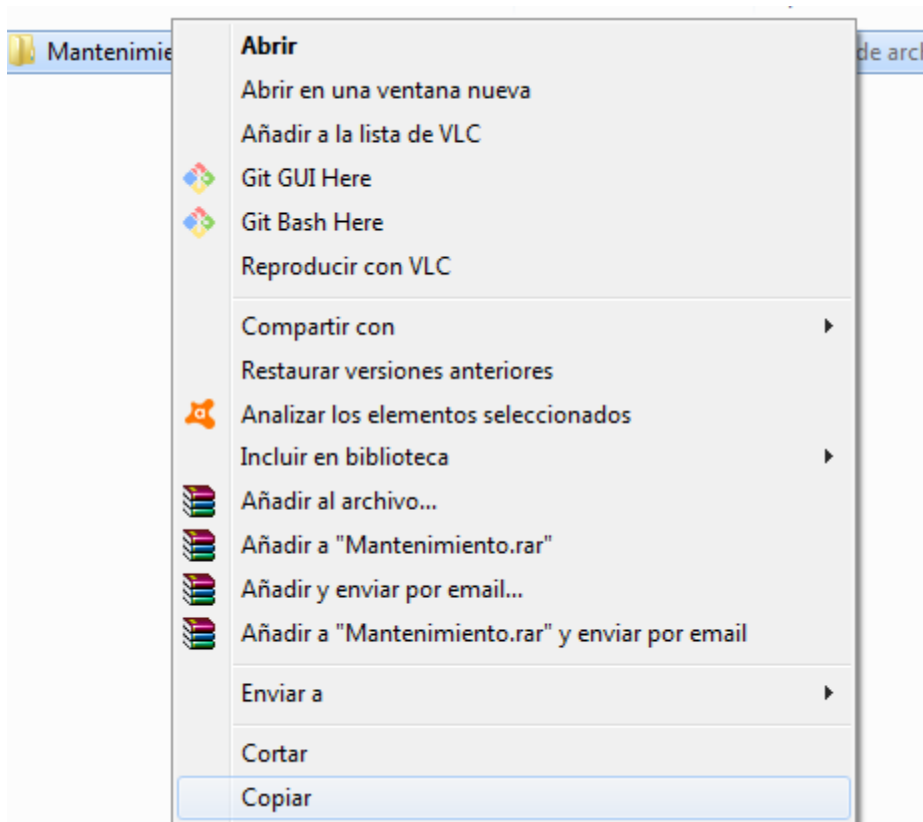 Abrir
Mantenimie de arc
Abrir en una ventana nueva
Añadir a la lista de VLC
Git GUI Here
Git Bash Here
Reproducir con VLC
Compartir con
Restaurar versiones anteriores
Analizar los elementos seleccionados
Incluir en biblioteca
Añadir al archivo...
Añadir a "Mantenimiento.rar"
Añadir y enviar por email...
Añadir a "Mantenimiento.rar" y enviar por email
Enviar a
Cortar
Copiar